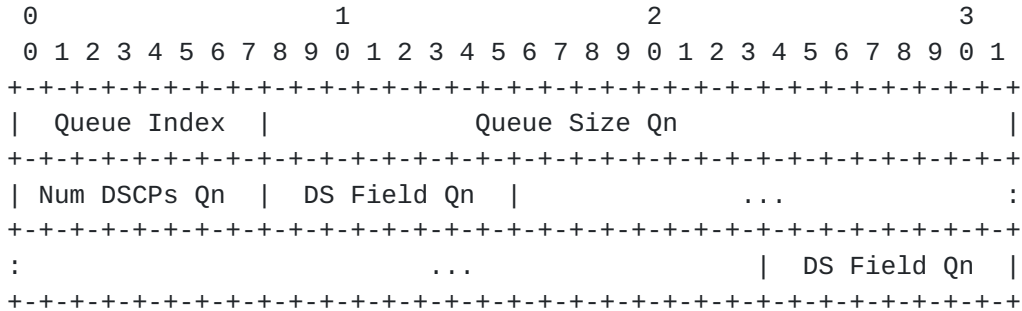 0                   1                   2                   3
 0 1 2 3 4 5 6 7 8 9 0 1 2 3 4 5 6 7 8 9 0 1 2 3 4 5 6 7 8 9 0 1
+-+-+-+-+-+-+-+-+-+-+-+-+-+-+-+-+-+-+-+-+-+-+-+-+-+-+-+-+-+-+-+-+
|  Queue Index  |             Queue Size Qn                     |
+-+-+-+-+-+-+-+-+-+-+-+-+-+-+-+-+-+-+-+-+-+-+-+-+-+-+-+-+-+-+-+-+
| Num DSCPs Qn  |  DS Field Qn  |              ...              :
+-+-+-+-+-+-+-+-+-+-+-+-+-+-+-+-+-+-+-+-+-+-+-+-+-+-+-+-+-+-+-+-+
:                          ...                  |  DS Field Qn  |
+-+-+-+-+-+-+-+-+-+-+-+-+-+-+-+-+-+-+-+-+-+-+-+-+-+-+-+-+-+-+-+-+